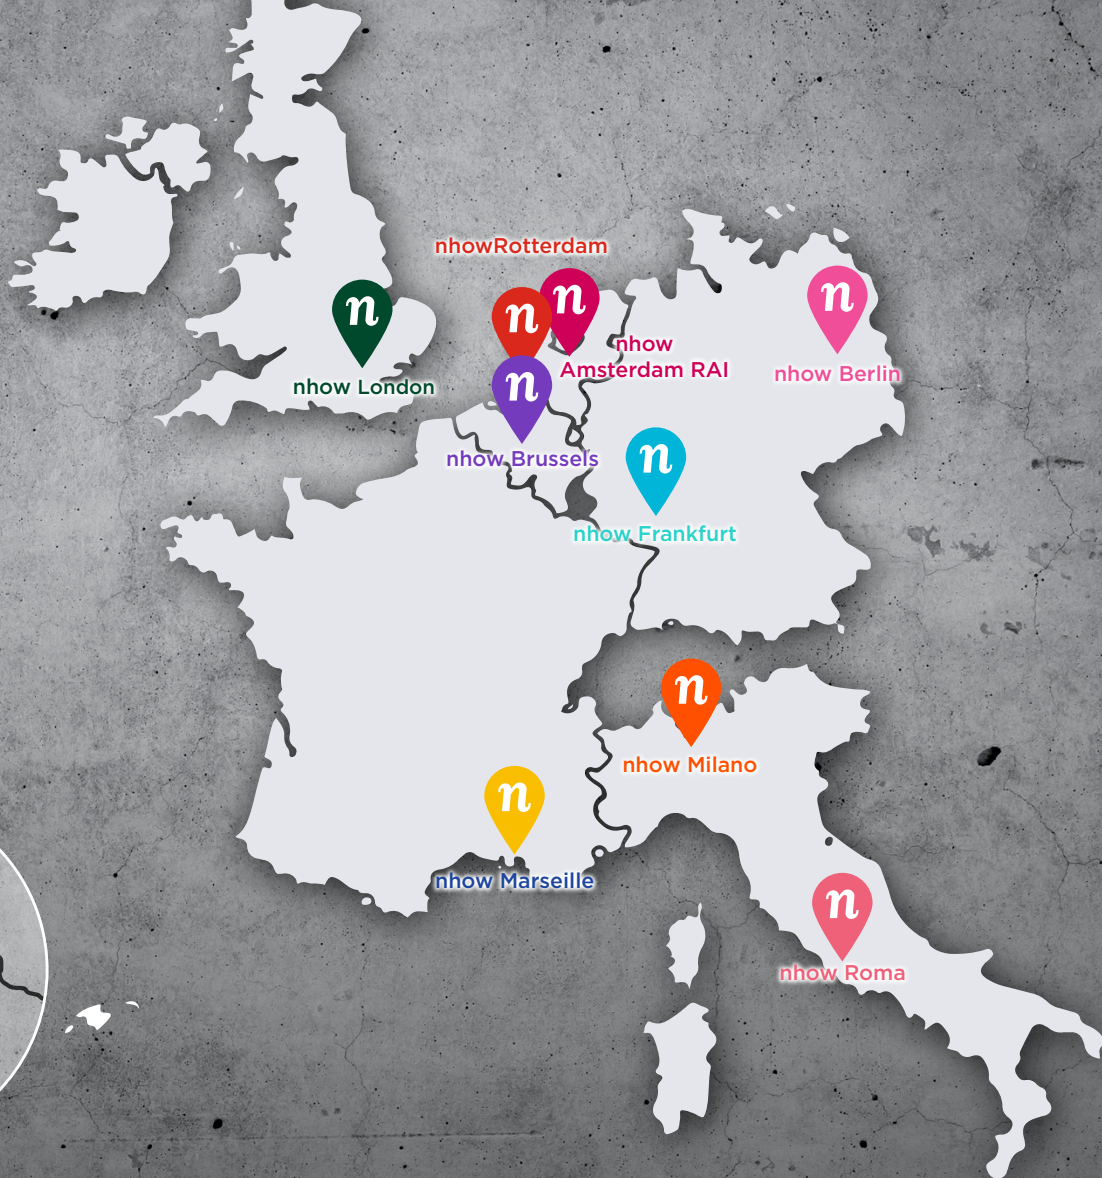 nhowRotterdam
n
n
n
n
nhow
Amsterdam RAI
nhow Berlin
nhow London
n
nhow Brussels
n
nhow Frankfurt
n
nhow Milano
n
nhow Marseille
n
nhow Roma